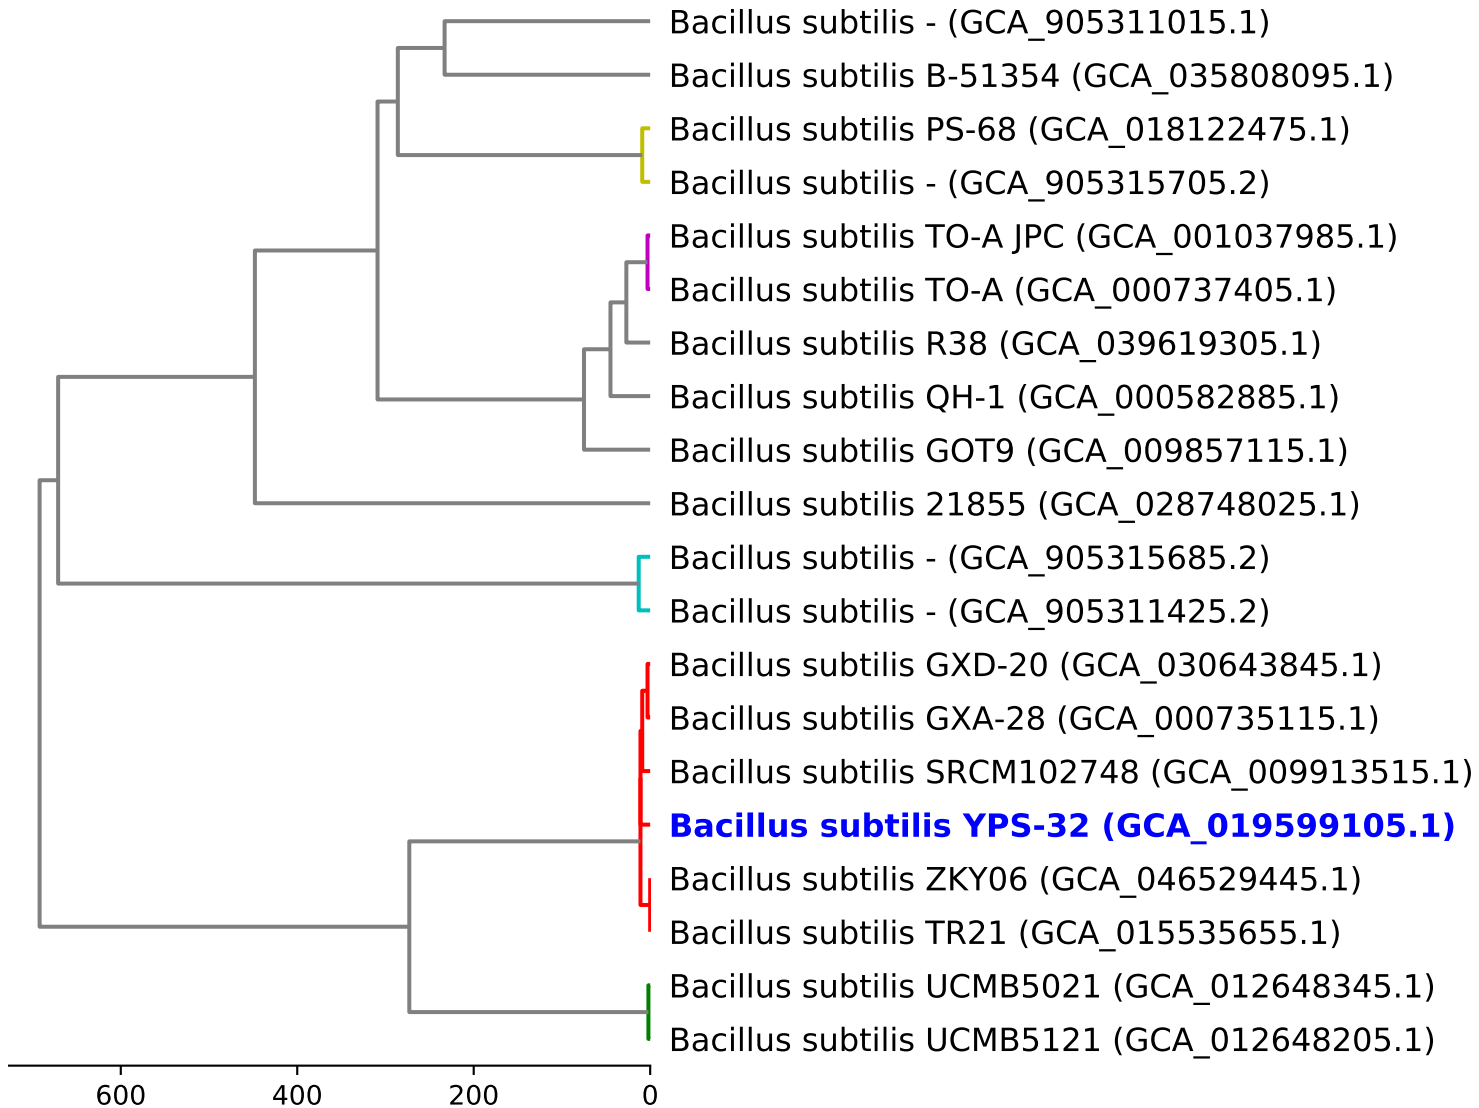 Bacillus subtilis - (GCA_905311015.1)
Bacillus subtilis B-51354 (GCA_035808095.1)
Bacillus subtilis PS-68 (GCA_018122475.1)
Bacillus subtilis - (GCA_905315705.2)
Bacillus subtilis TO-A JPC (GCA_001037985.1)
Bacillus subtilis TO-A (GCA_000737405.1)
Bacillus subtilis R38 (GCA_039619305.1)
Bacillus subtilis QH-1 (GCA_000582885.1)
Bacillus subtilis GOT9 (GCA_009857115.1)
Bacillus subtilis 21855 (GCA_028748025.1)
Bacillus subtilis - (GCA_905315685.2)
Bacillus subtilis - (GCA_905311425.2)
Bacillus subtilis GXD-20 (GCA_030643845.1)
Bacillus subtilis GXA-28 (GCA_000735115.1)
Bacillus subtilis SRCM102748 (GCA_009913515.1)
Bacillus subtilis YPS-32 (GCA_019599105.1)
Bacillus subtilis ZKY06 (GCA_046529445.1)
Bacillus subtilis TR21 (GCA_015535655.1)
Bacillus subtilis UCMB5021 (GCA_012648345.1)
Bacillus subtilis UCMB5121 (GCA_012648205.1)
600 400 200 0